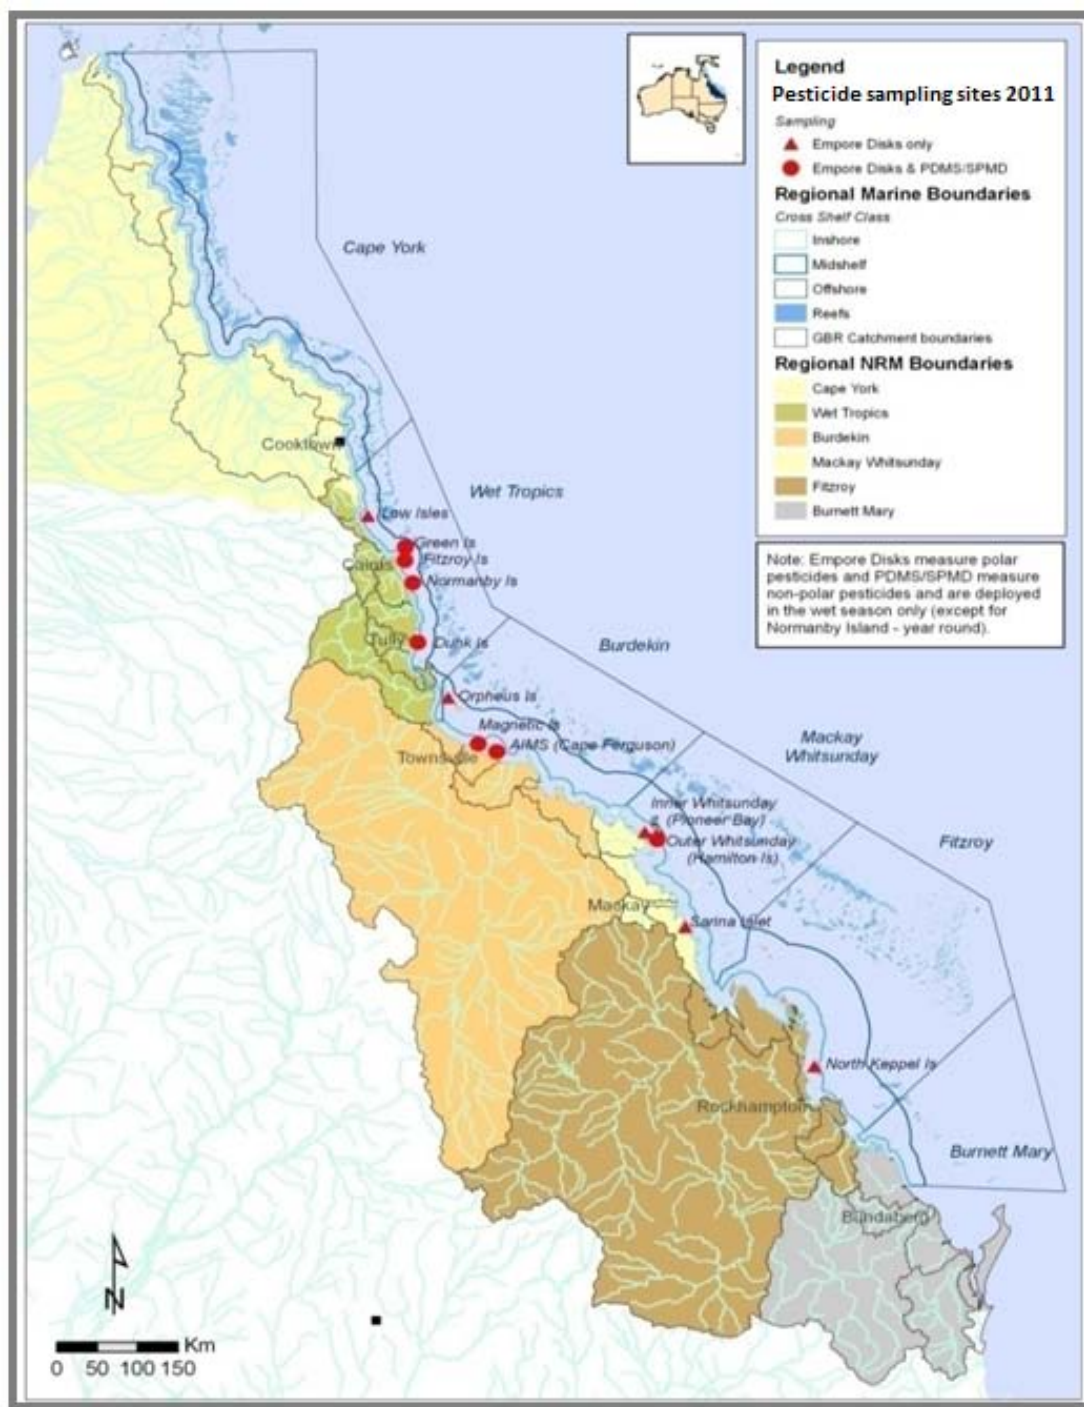 Legend
Pesticide sampling sites 2011
Sampling
Empore Disks only
Empore Disks & PDMS/SPMD
Regional Marine Boundaries
Cross Shelf Class
Inshore
Midshelf
Offshore
Reefs
GBR Catchment boundaries
Regional NRM Boundaries
Cape York
Wet Tropics
Burdekin
Mackay Whitsunday
Fitzroy
Burnett Mary
Note: Empore Disks measure polar
pesticides and PDMS/SPMD measure
non-polar pesticides and are deployed
in the wet season only (except for
Normanby Island - year round).
Cape York
Cooktown
Wet Tropics
Low Isles
Green Is
Fitzroy Is
Cairns
Normanby Is
Tully
Dunk Is
Burdekin
Orpheus Is
Magnetic Is
AIMS (Cape Ferguson)
Townsville
Mackay
Whitsunday
Inner Whitsunday
(Pioneer Bay)
Outer Whitsunday
(Hamilton Is)
Fitzroy
Mackay
Sarina Inlet
North Keppel Is
Rockhampton
Burnett Mary
Bundaberg
N
Km
0 50 100 150